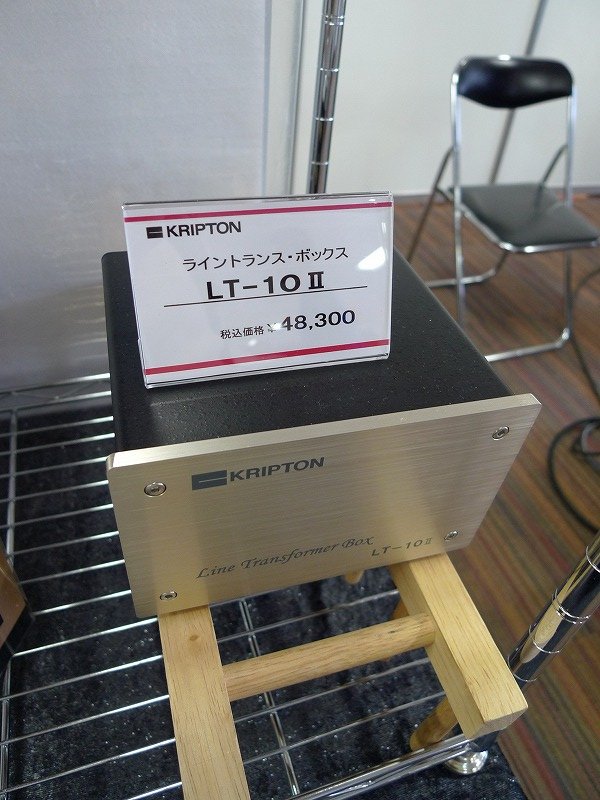 KRIPTON
ライントランス・ボックス
LT-10Ⅱ
税込価格¥48,300
KRIPTON
Line Transformer Box
LT-10Ⅱ